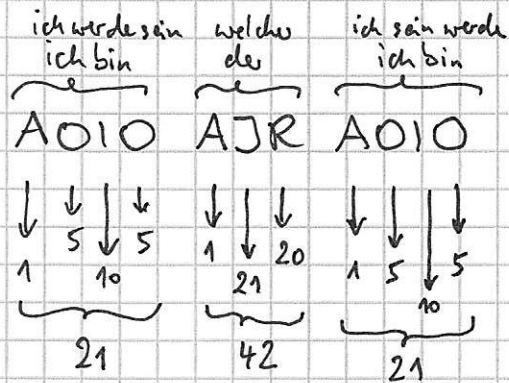 ich werde sein welcher ich sein werde
ich bin der ich bin
AOIO AJR AOIO
1 5 10 5 1 21 20 1 5 10 5
21 42 21